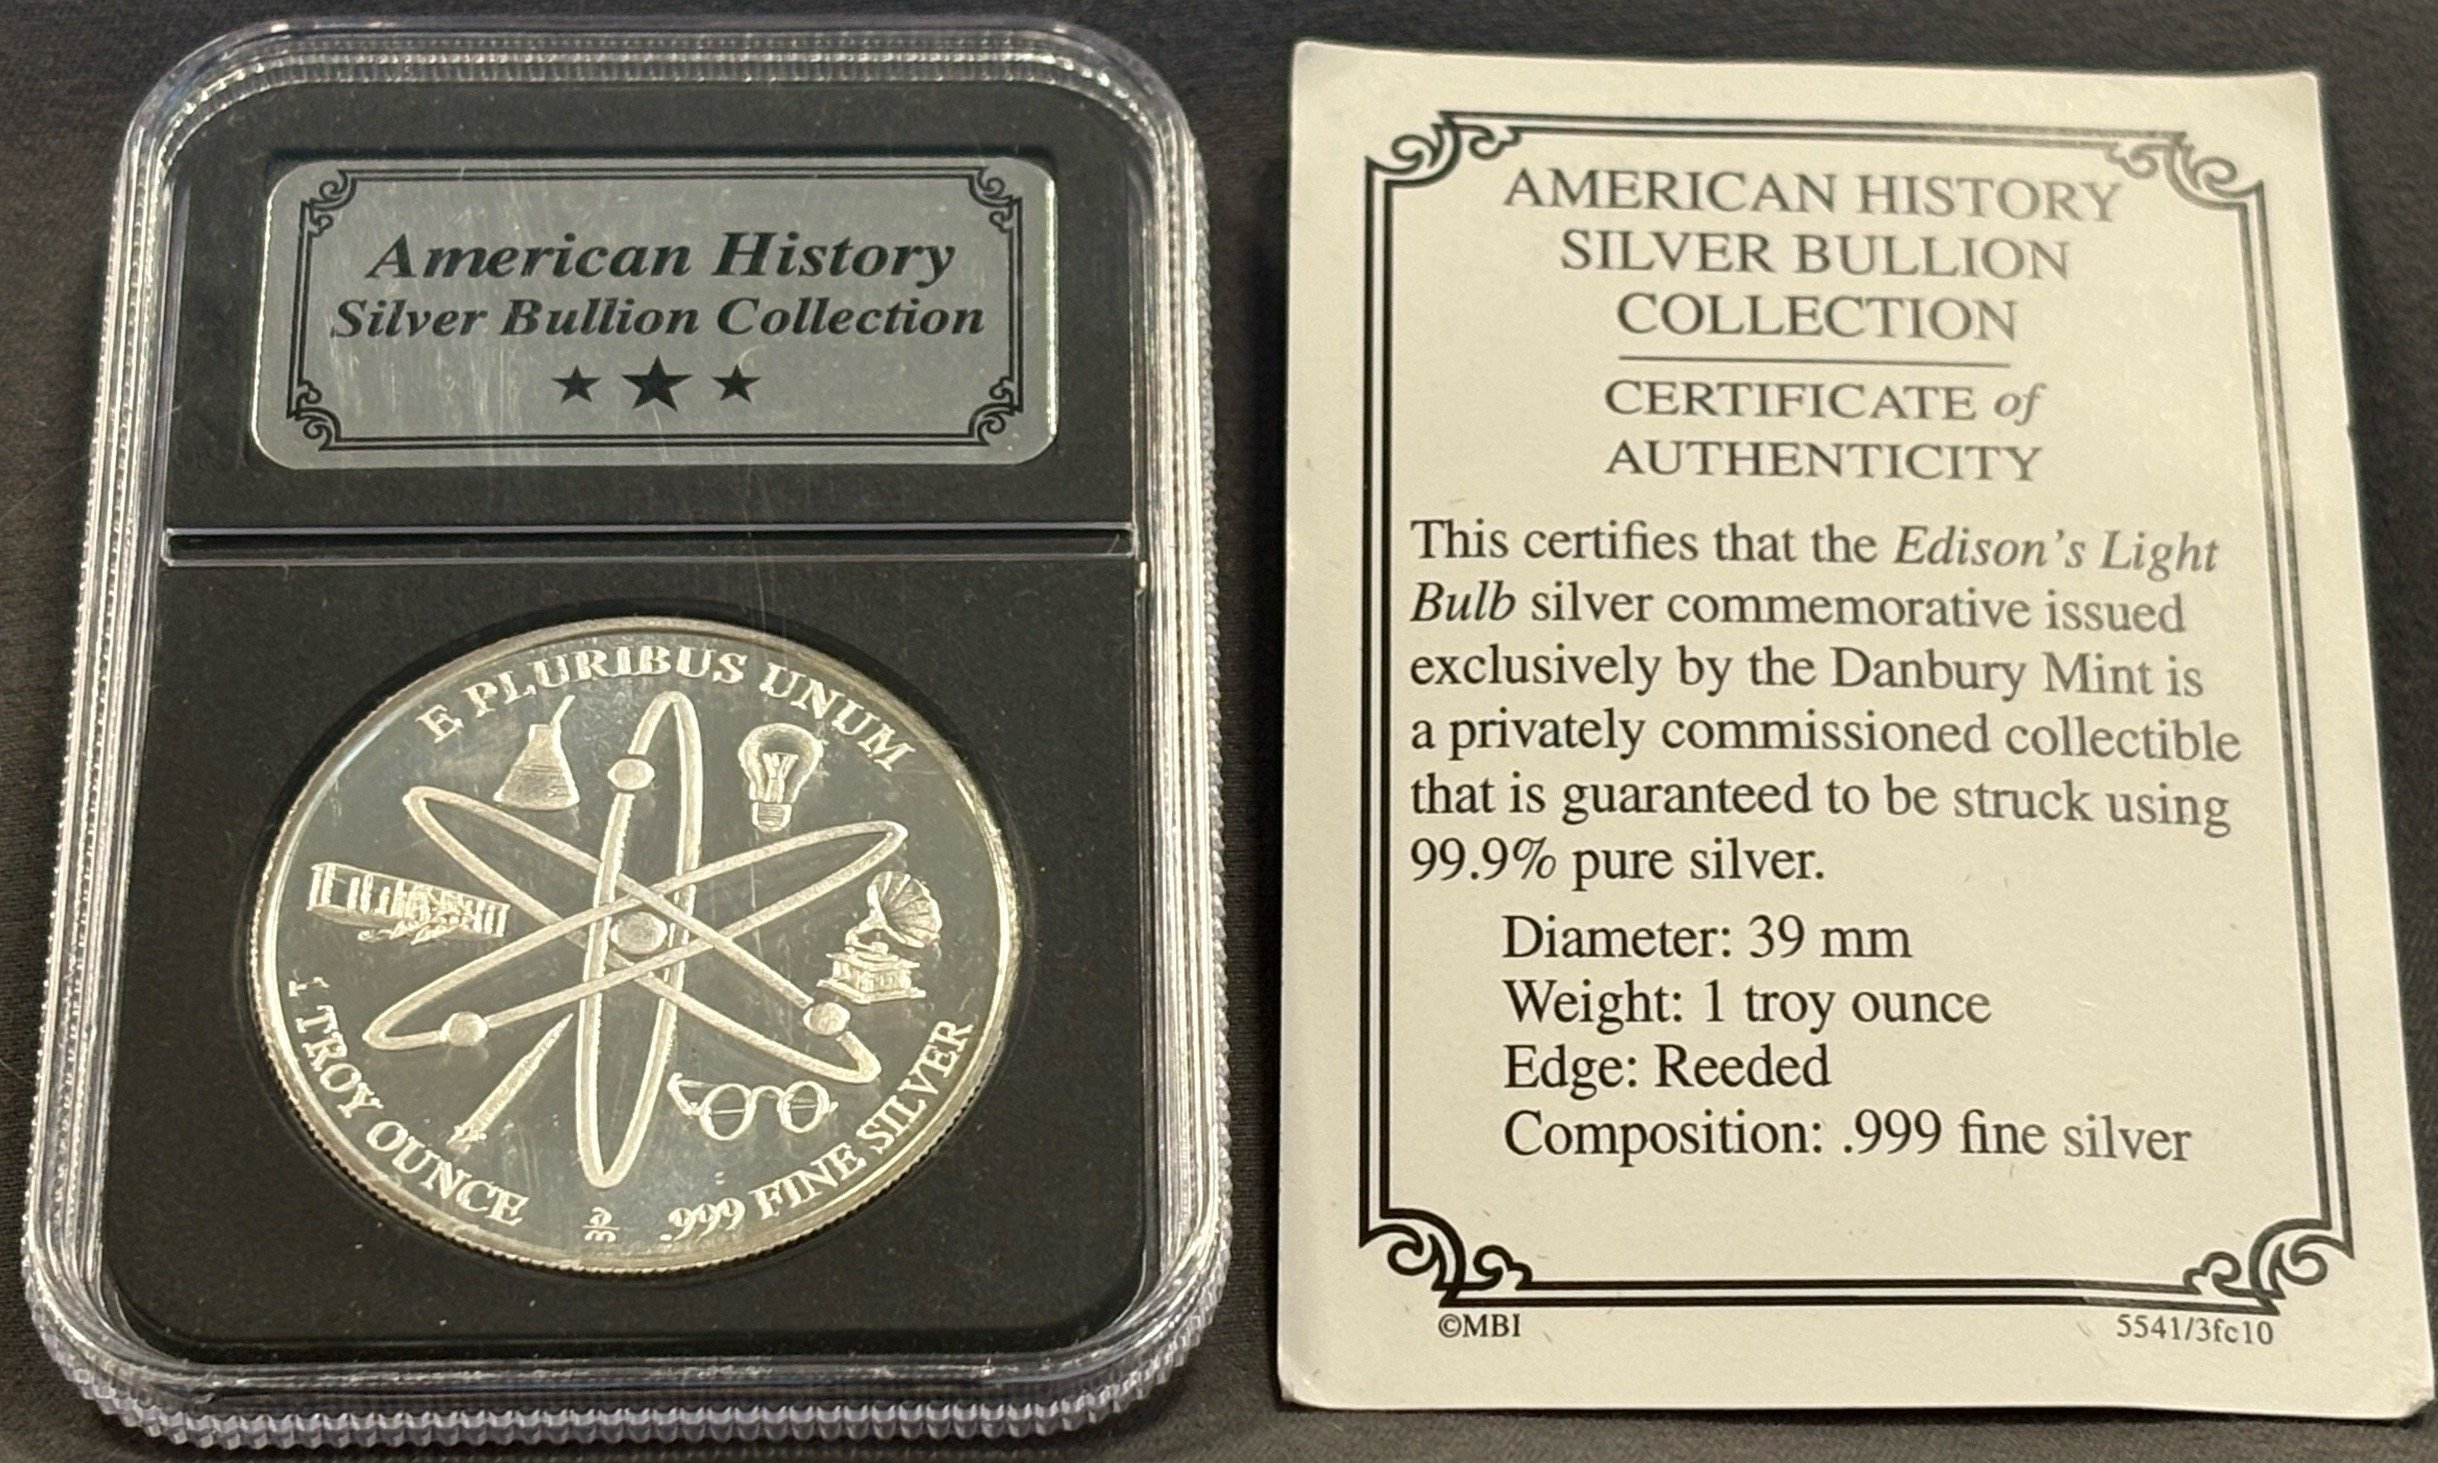 American History
Silver Bullion Collection
E PLURIBUS UNUM
1 TROY OUNCE
.999 FINE SILVER
AMERICAN HISTORY
SILVER BULLION
COLLECTION
CERTIFICATE of
AUTHENTICITY
This certifies that the Edison's Light
Bulb silver commemorative issued
exclusively by the Danbury Mint is
a privately commissioned collectible
that is guaranteed to be struck using
99.9% pure silver.
Diameter: 39 mm
Weight: 1 troy ounce
Edge: Reeded
Composition: .999 fine silver
©MBI
5541/3fc10